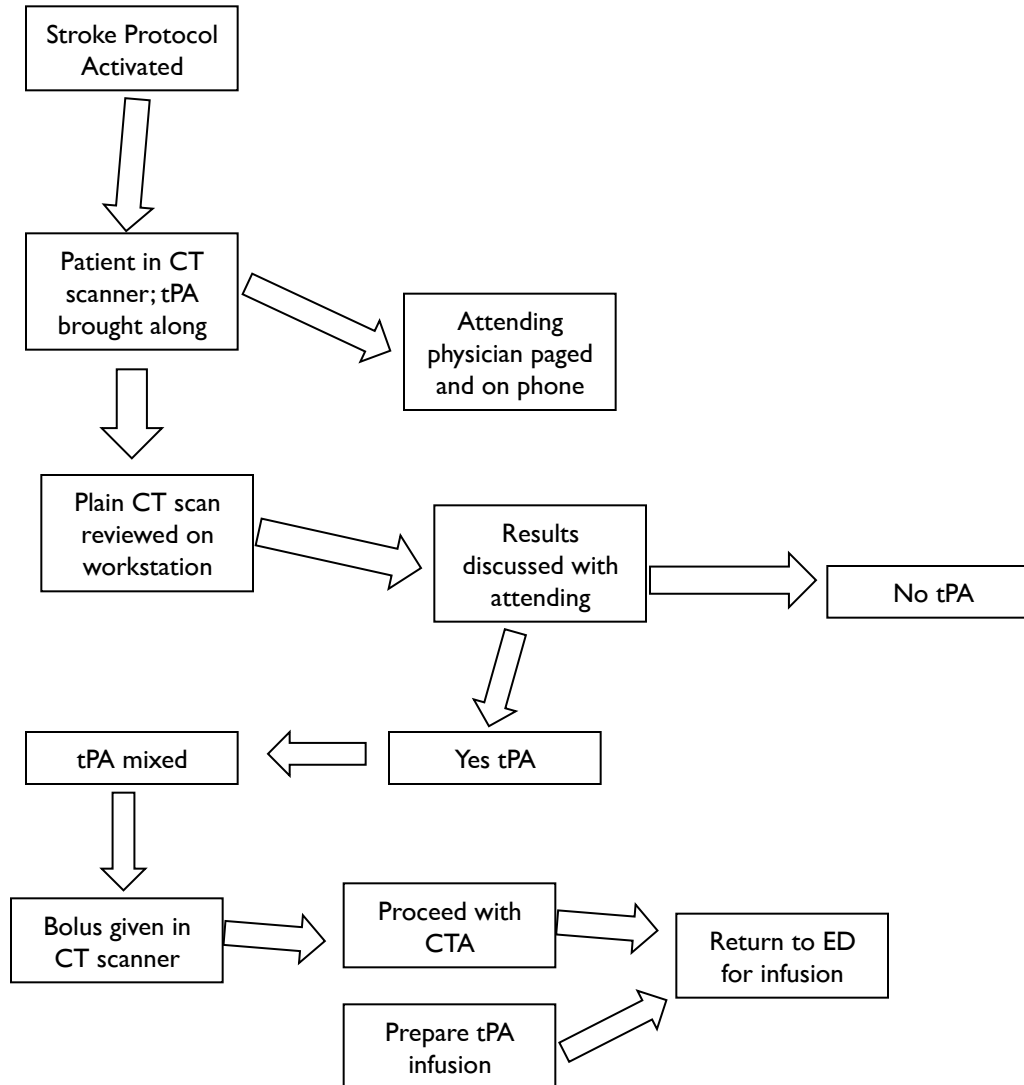 Stroke Protocol
Activated
Patient in CT
scanner; tPA
brought along
Attending
physician paged
and on phone
Plain CT scan
reviewed on
workstation
Results
discussed with
attending
No tPA
Yes tPA
tPA mixed
Bolus given in
CT scanner
Proceed with
CTA
Return to ED
for infusion
Prepare tPA
infusion